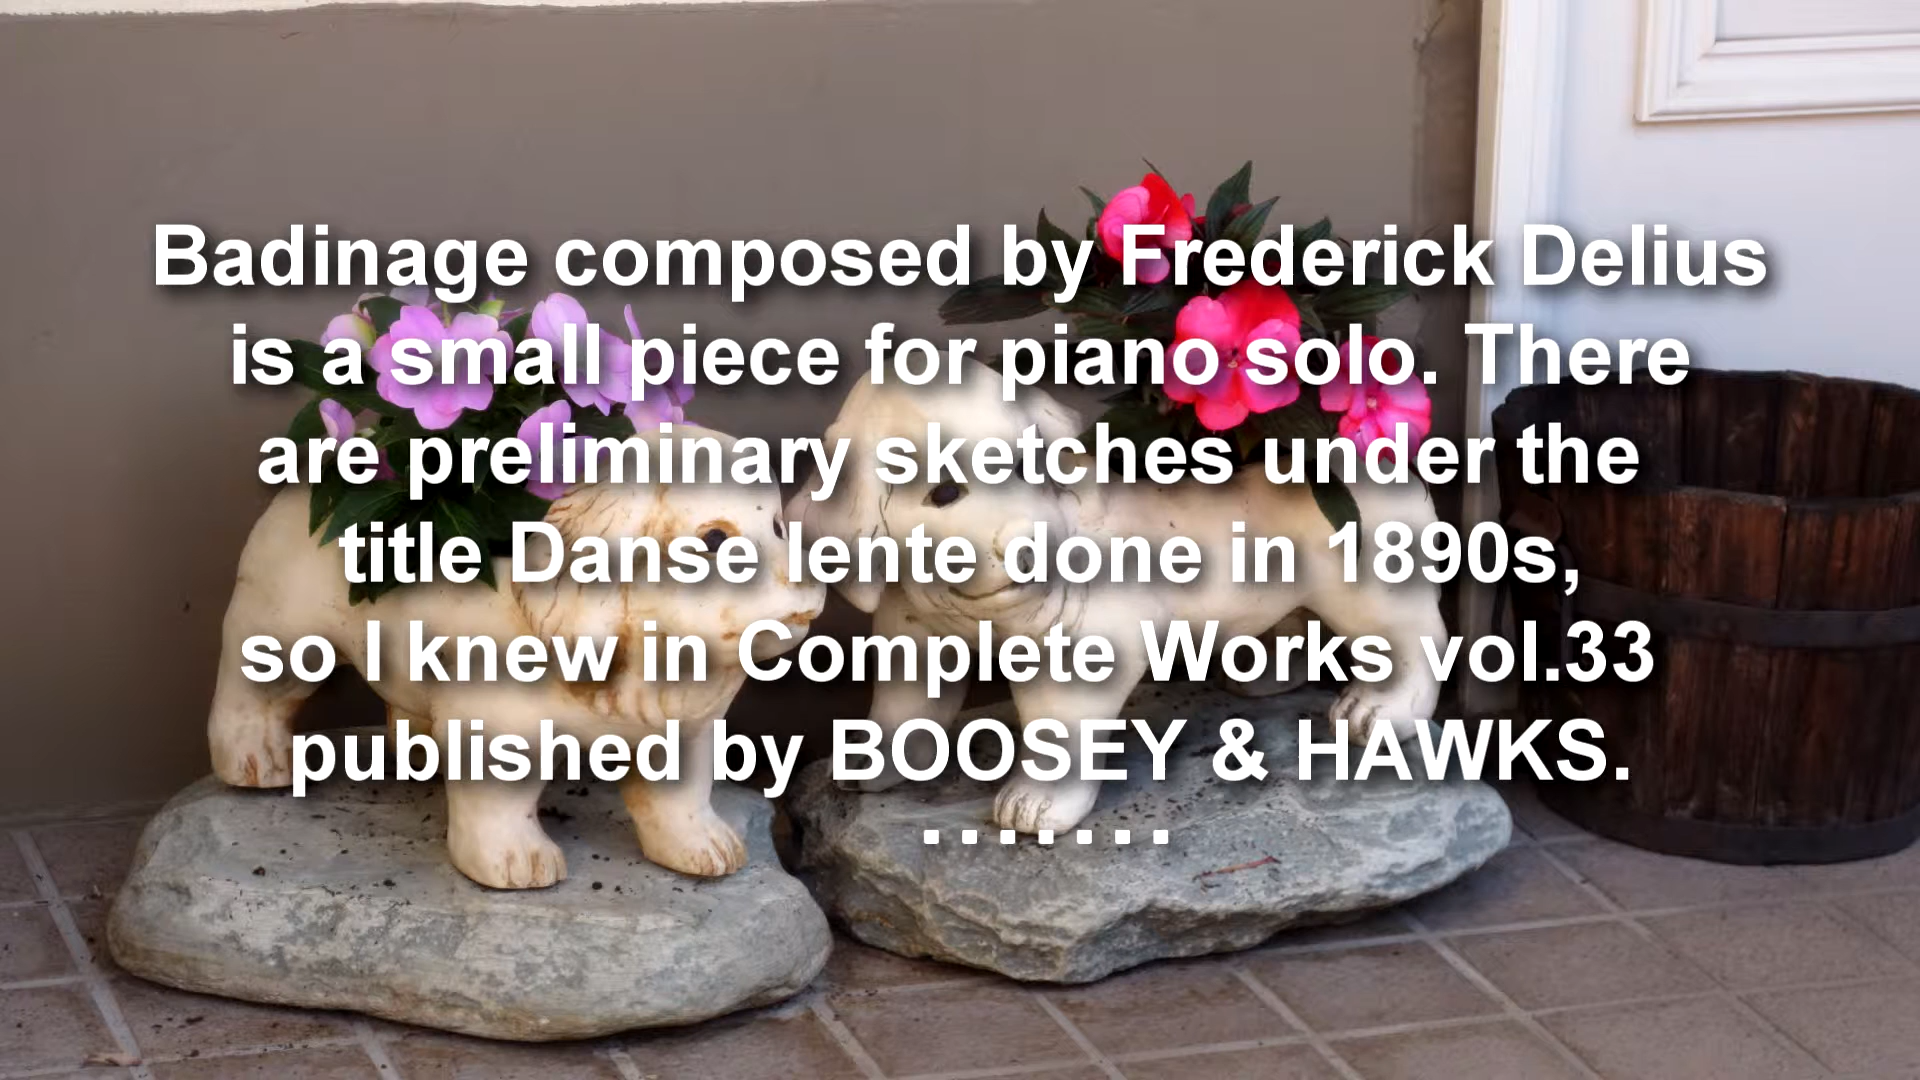 Badinage composed by Frederick Delius
is a small piece for piano solo. There
are preliminary sketches under the
title Danse lente done in 1890s,
so I knew in Complete Works vol.33
published by BOOSEY & HAWKS.
.......